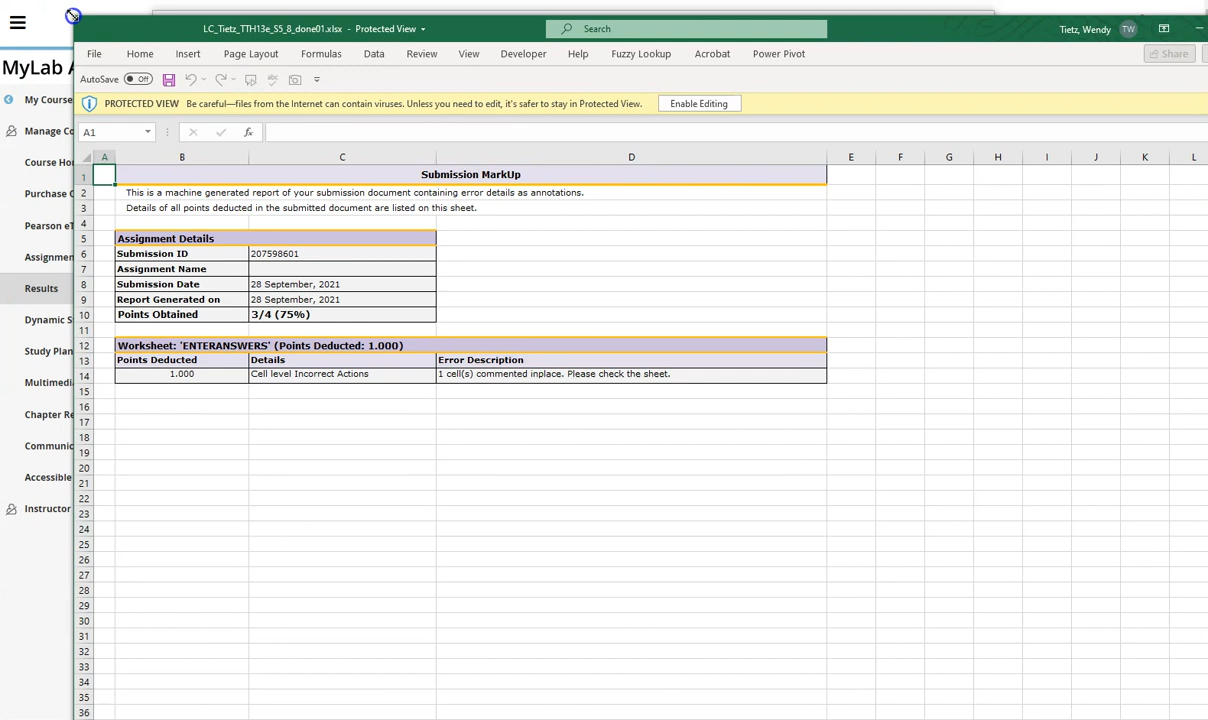 LC_Tietz_TTH13e_S5_8_done01.xlsx - Protected View
Search
Tietz, Wendy TW
File Home Insert Page Layout Formulas Data Review View Developer Help Fuzzy Lookup Acrobat Power Pivot Share
AutoSave Off
PROTECTED VIEW Be careful—files from the Internet can contain viruses. Unless you need to edit, it's safer to stay in Protected View. Enable Editing
A1 fx
A B C D E F G H I J K L
MyLab
My Course
Manage Co
Course Ho
Purchase
Pearson eT
Assignmen
Results
Dynamic S
Study Plan
Multimedi
Chapter Re
Communic
Accessible
Instructor
1 Submission MarkUp
2 This is a machine generated report of your submission document containing error details as annotations.
3 Details of all points deducted in the submitted document are listed on this sheet.
4
5 Assignment Details
6 Submission ID 207598601
7 Assignment Name
8 Submission Date 28 September, 2021
9 Report Generated on 28 September, 2021
10 Points Obtained 3/4 (75%)
11
12 Worksheet: 'ENTERANSWERS' (Points Deducted: 1.000)
13 Points Deducted Details Error Description
14 1.000 Cell level Incorrect Actions 1 cell(s) commented inplace. Please check the sheet.
15
16
17
18
19
20
21
22
23
24
25
26
27
28
29
30
31
32
33
34
35
36